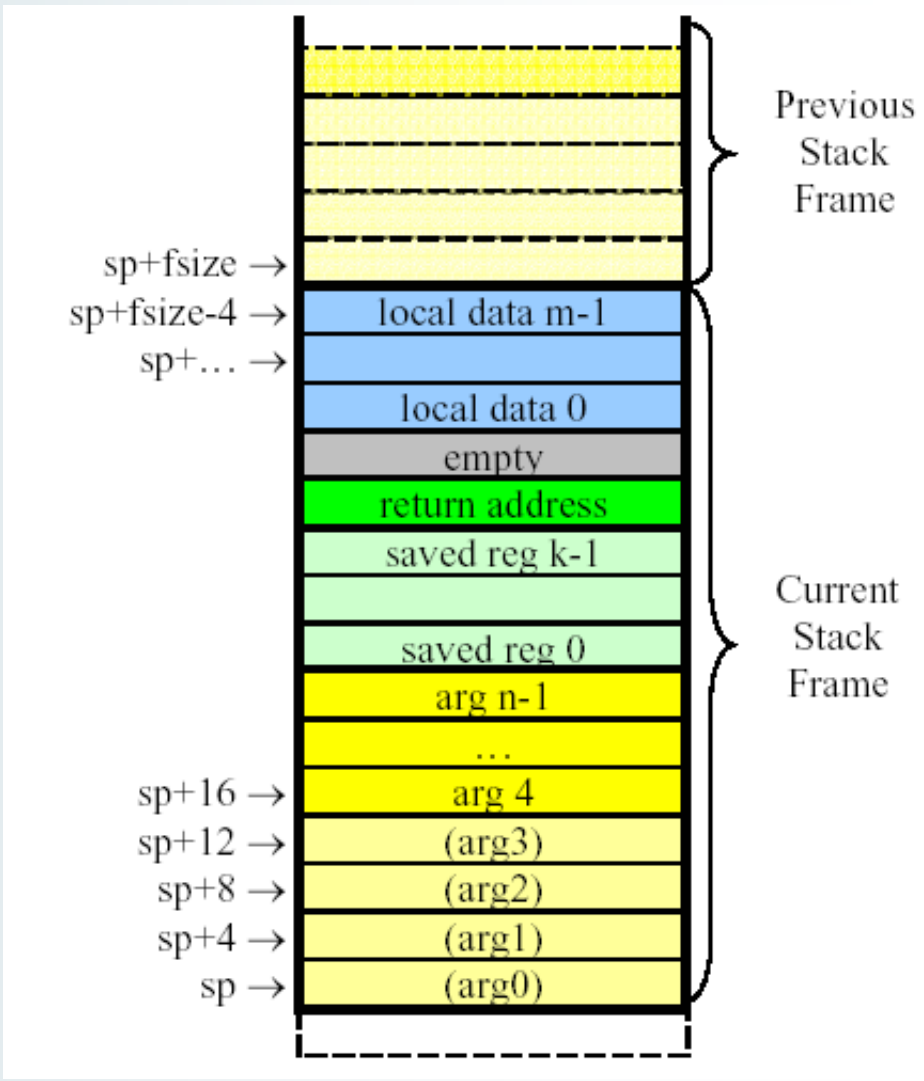 Previous
Stack
Frame
sp+fsize →
sp+fsize-4 → local data m-1
sp+... →
local data 0
empty
return address
saved reg k-1
saved reg 0
Current
Stack
Frame
arg n-1
...
sp+16 → arg 4
sp+12 → (arg3)
sp+8 → (arg2)
sp+4 → (arg1)
sp → (arg0)